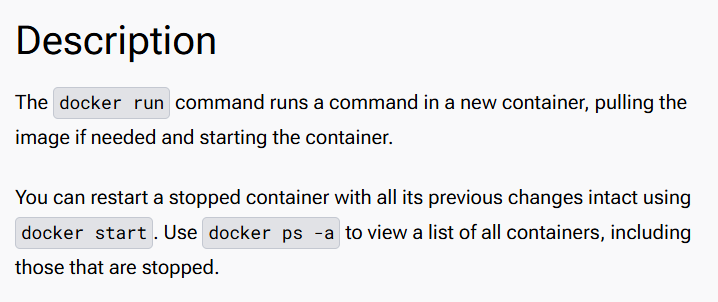 Description
The docker run command runs a command in a new container, pulling the
image if needed and starting the container.
You can restart a stopped container with all its previous changes intact using
docker start. Use docker ps -a to view a list of all containers, including
those that are stopped.